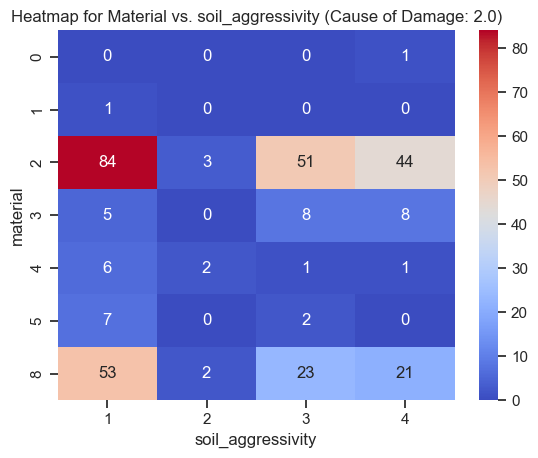 Heatmap for Material vs. soil_aggressivity (Cause of Damage: 2.0)
material
0 0 0 0 1
1 1 0 0 0
2 84 3 51 44
3 5 0 8 8
4 6 2 1 1
5 7 0 2 0
8 53 2 23 21
1 2 3 4
soil_aggressivity
80
70
60
50
40
30
20
10
0